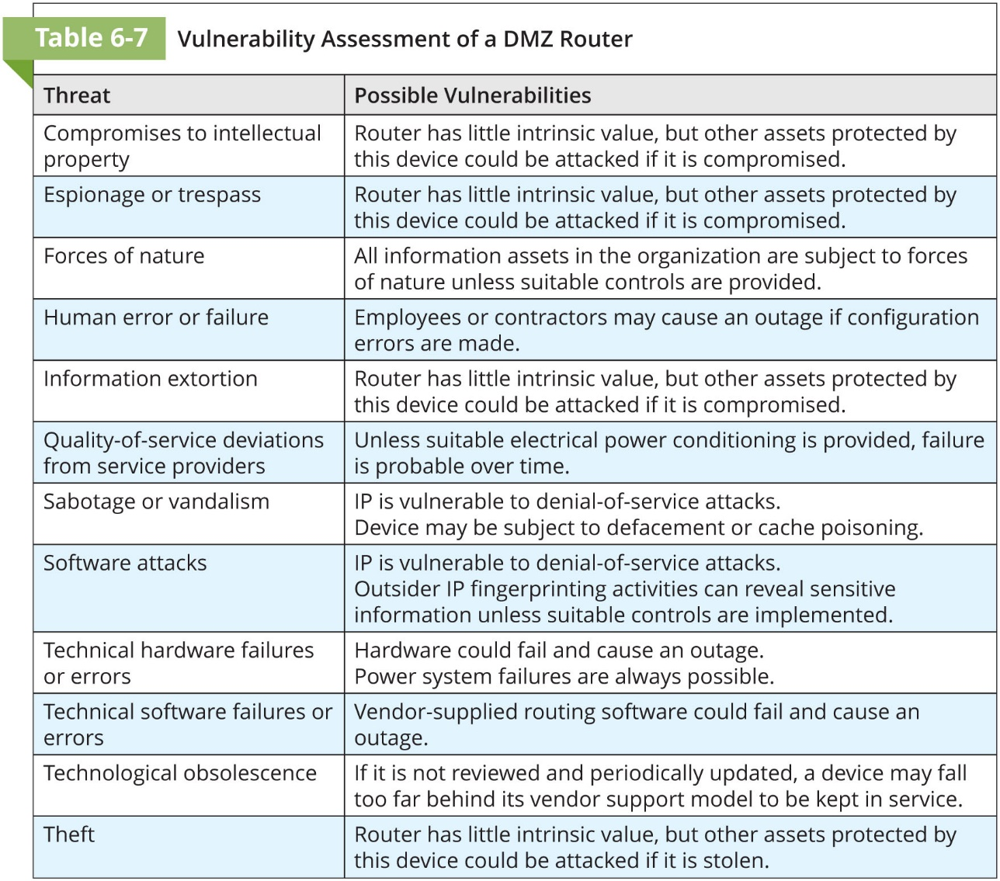 Table 6-7 Vulnerability Assessment of a DMZ Router
Threat Possible Vulnerabilities
Compromises to intellectual property
Router has little intrinsic value, but other assets protected by
this device could be attacked if it is compromised.
Espionage or trespass
Router has little intrinsic value, but other assets protected by
this device could be attacked if it is compromised.
Forces of nature
All information assets in the organization are subject to forces
of nature unless suitable controls are provided.
Human error or failure
Employees or contractors may cause an outage if configuration
errors are made.
Information extortion
Router has little intrinsic value, but other assets protected by
this device could be attacked if it is compromised.
Quality-of-service deviations
from service providers
Unless suitable electrical power conditioning is provided, failure
is probable over time.
Sabotage or vandalism
IP is vulnerable to denial-of-service attacks.
Device may be subject to defacement or cache poisoning.
Software attacks
IP is vulnerable to denial-of-service attacks.
Outsider IP fingerprinting activities can reveal sensitive
information unless suitable controls are implemented.
Technical hardware failures
or errors
Hardware could fail and cause an outage.
Power system failures are always possible.
Technical software failures or
errors
Vendor-supplied routing software could fail and cause an
outage.
Technological obsolescence
If it is not reviewed and periodically updated, a device may fall
too far behind its vendor support model to be kept in service.
Theft
Router has little intrinsic value, but other assets protected by
this device could be attacked if it is stolen.